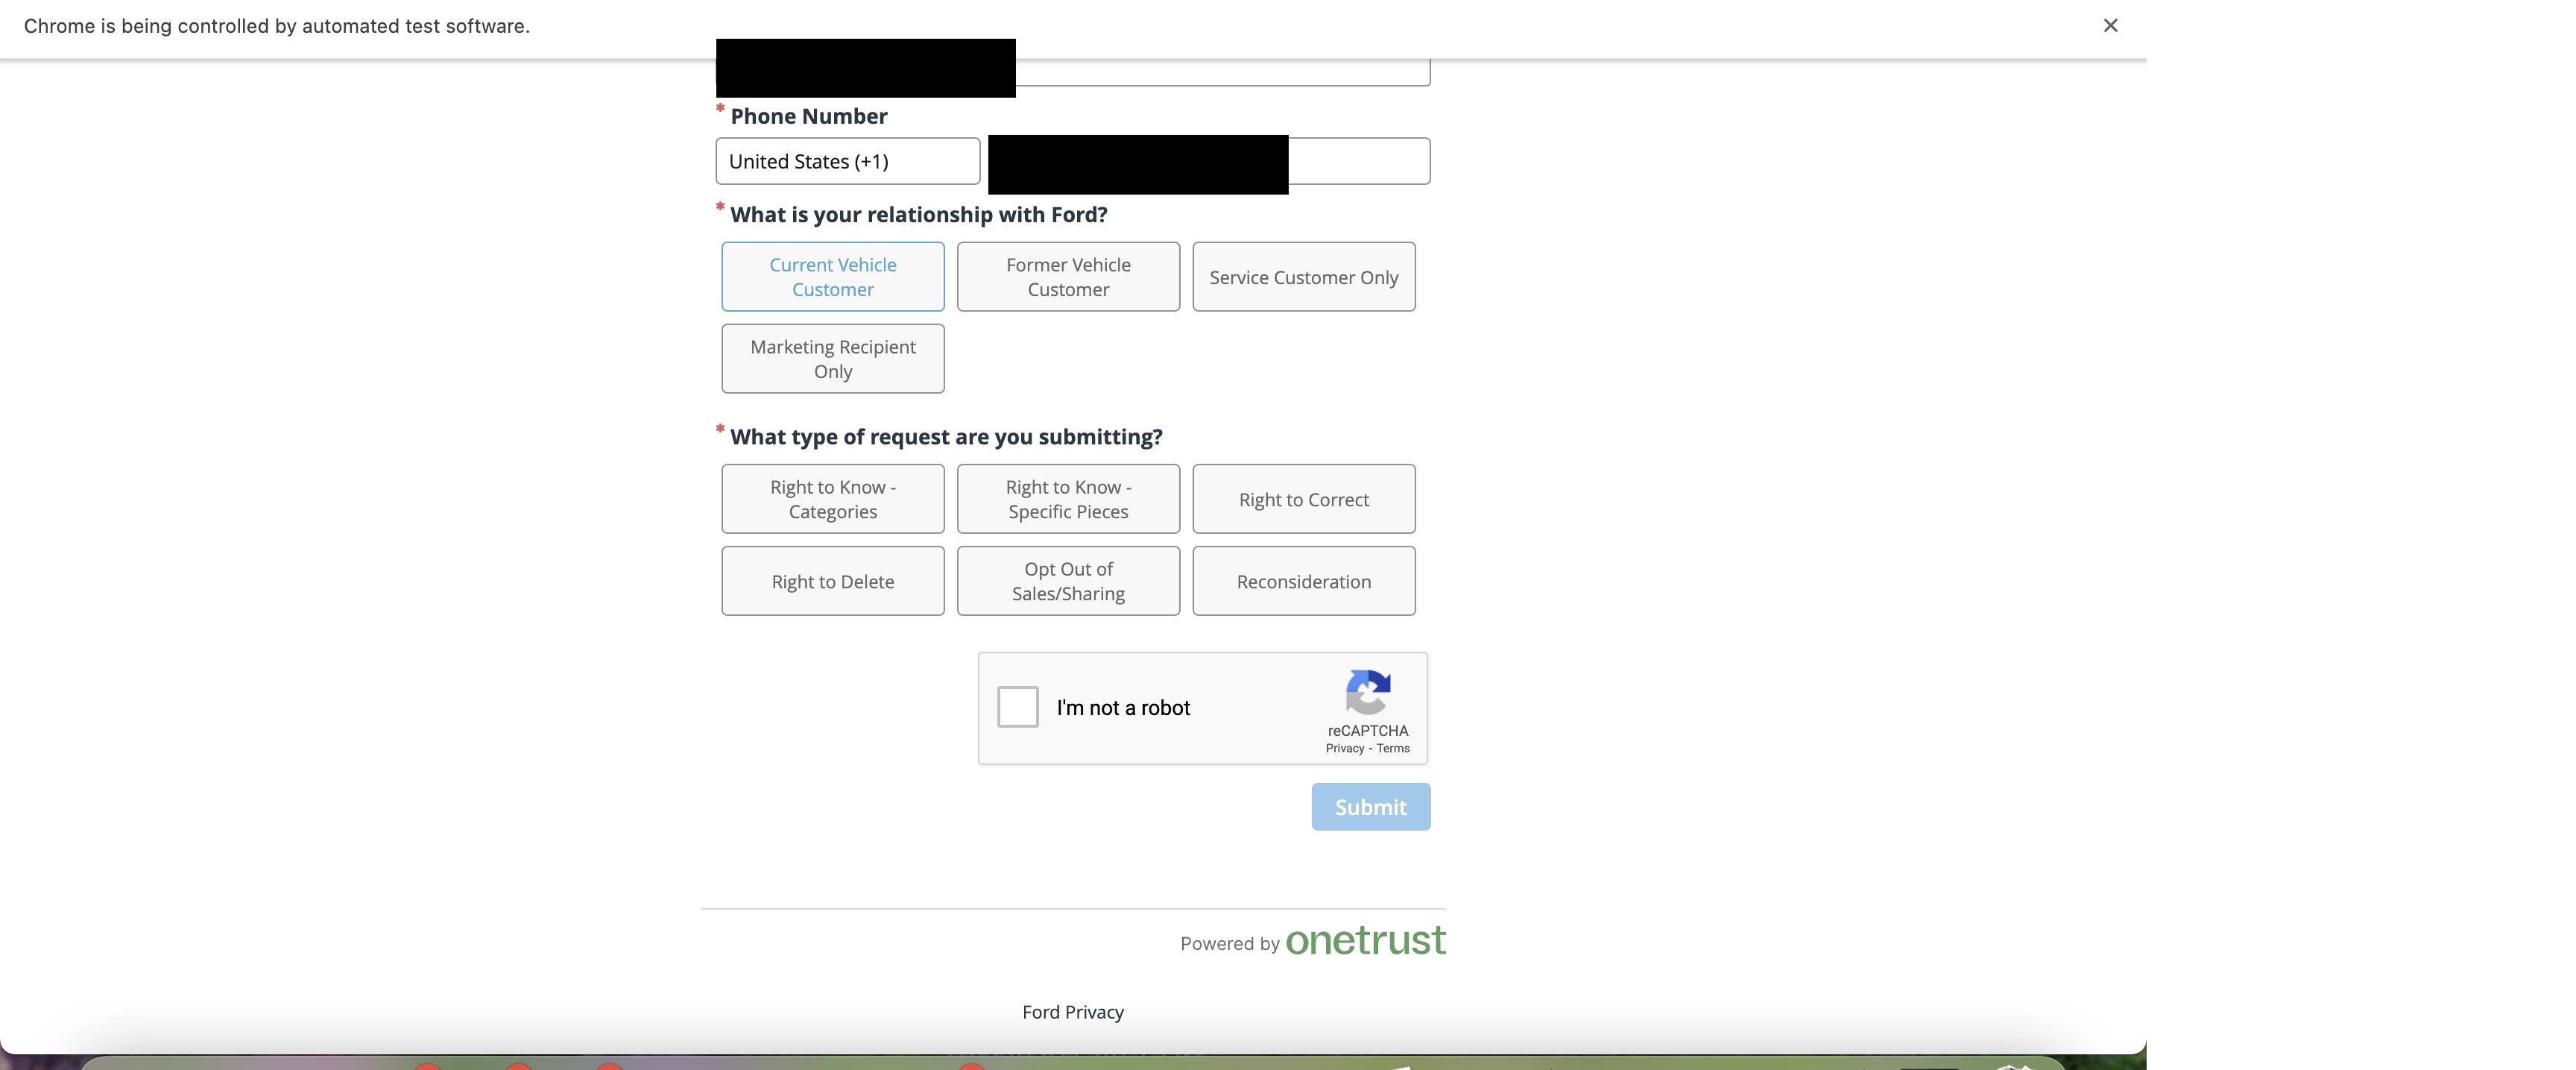 Chrome is being controlled by automated test software.
* Phone Number
United States (+1)
* What is your relationship with Ford?
Current Vehicle
Customer
Former Vehicle
Customer
Service Customer Only
Marketing Recipient
Only
* What type of request are you submitting?
Right to Know -
Categories
Right to Know -
Specific Pieces
Right to Correct
Right to Delete
Opt Out of
Sales/Sharing
Reconsideration
I'm not a robot
reCAPTCHA
Privacy - Terms
Submit
Powered by onetrust
Ford Privacy